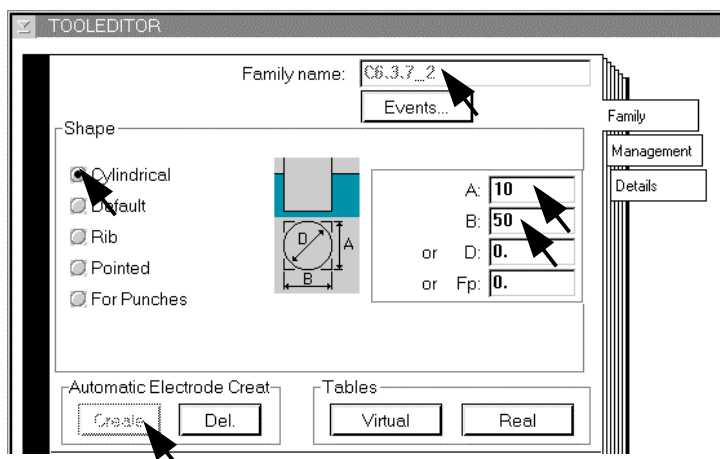 TOOLEDITOR
Family name: C6.3.7_2
Events...
Family
Management
Details
Shape
Cylindrical
Default
Rib
Pointed
For Punches
D
A
B
A: 10
B: 50
or D: 0.
or Fp: 0.
Automatic Electrode Creat
Create
Del.
Tables
Virtual
Real